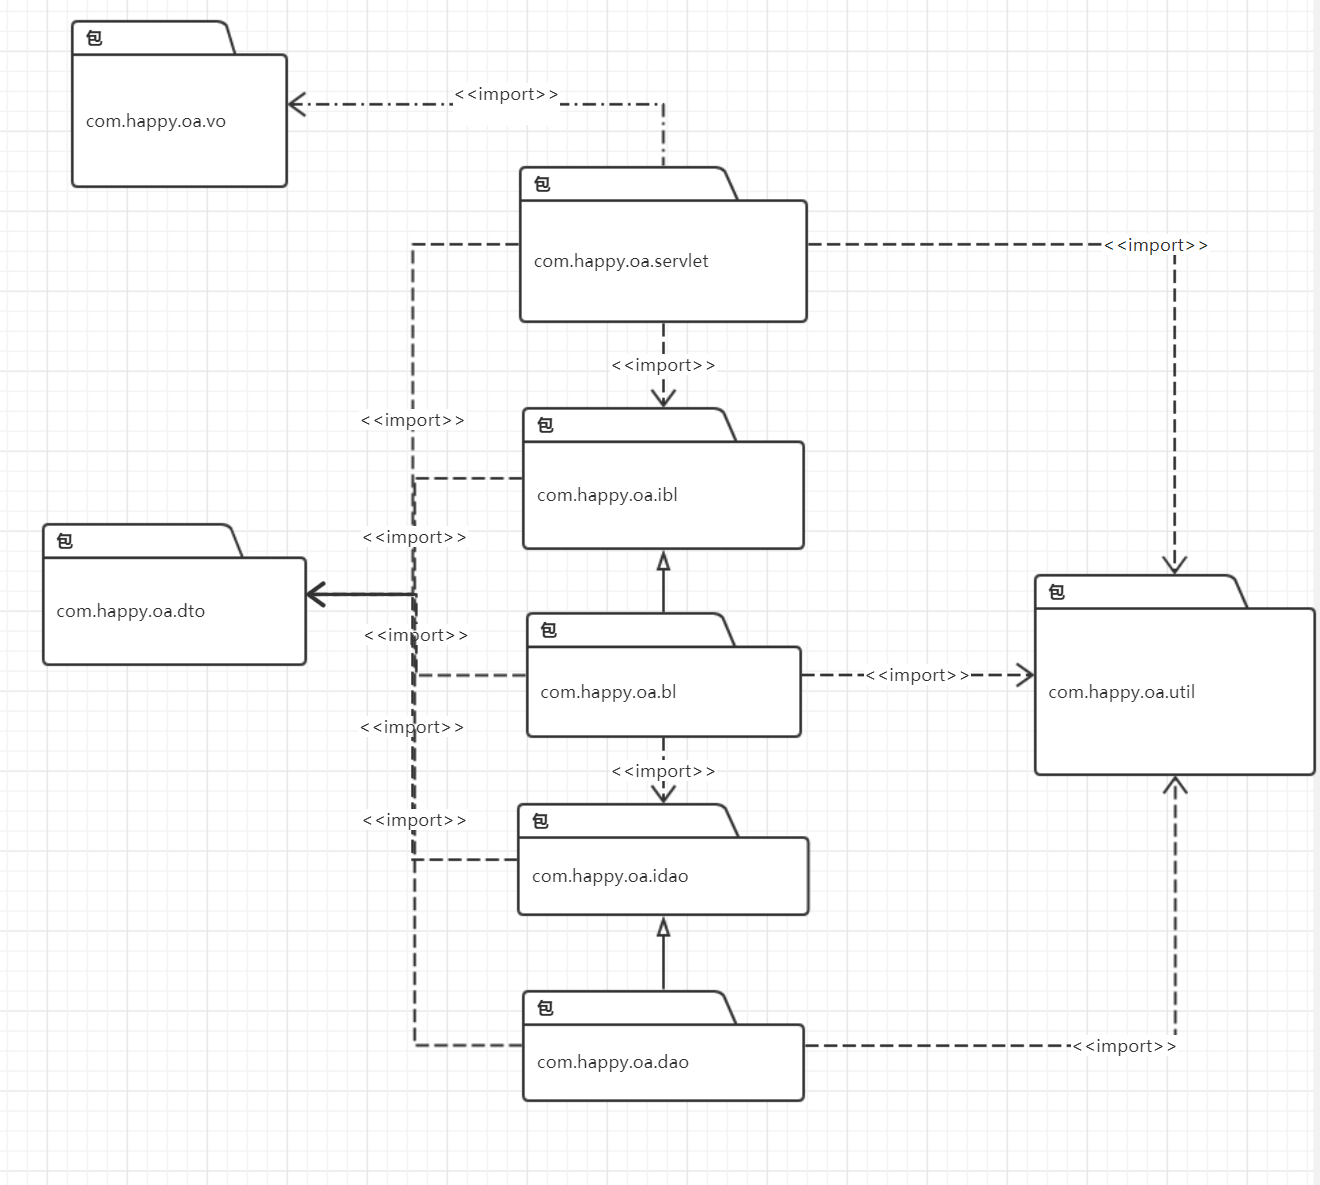 包
com.happy.oa.vo
<<import>>
包
com.happy.oa.servlet
<<import>>
<<import>>
<<import>>
包
com.happy.oa.ibl
<<import>>
包
com.happy.oa.dto
包
com.happy.oa.util
包
com.happy.oa.bl
<<import>>
<<import>>
<<import>>
<<import>>
<<import>>
包
com.happy.oa.idao
包
com.happy.oa.dao
<<import>>